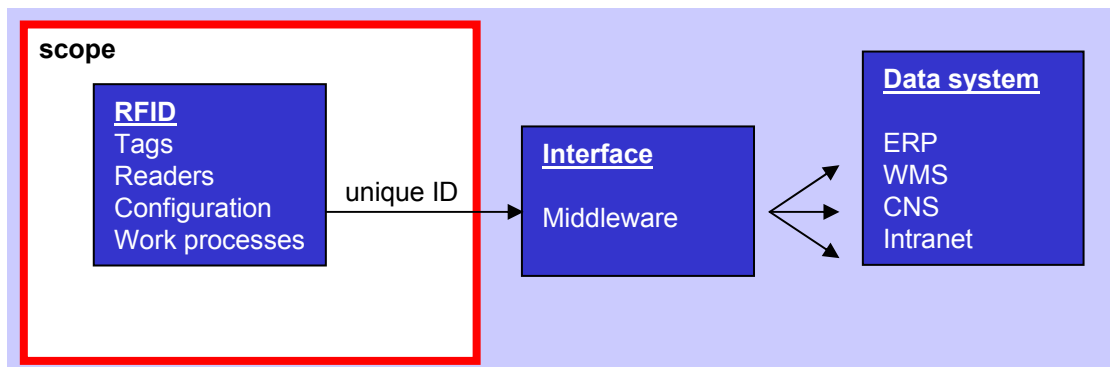 scope
RFID
Tags
Readers
Configuration
Work processes
unique ID
Interface
Middleware
Data system
ERP
WMS
CNS
Intranet